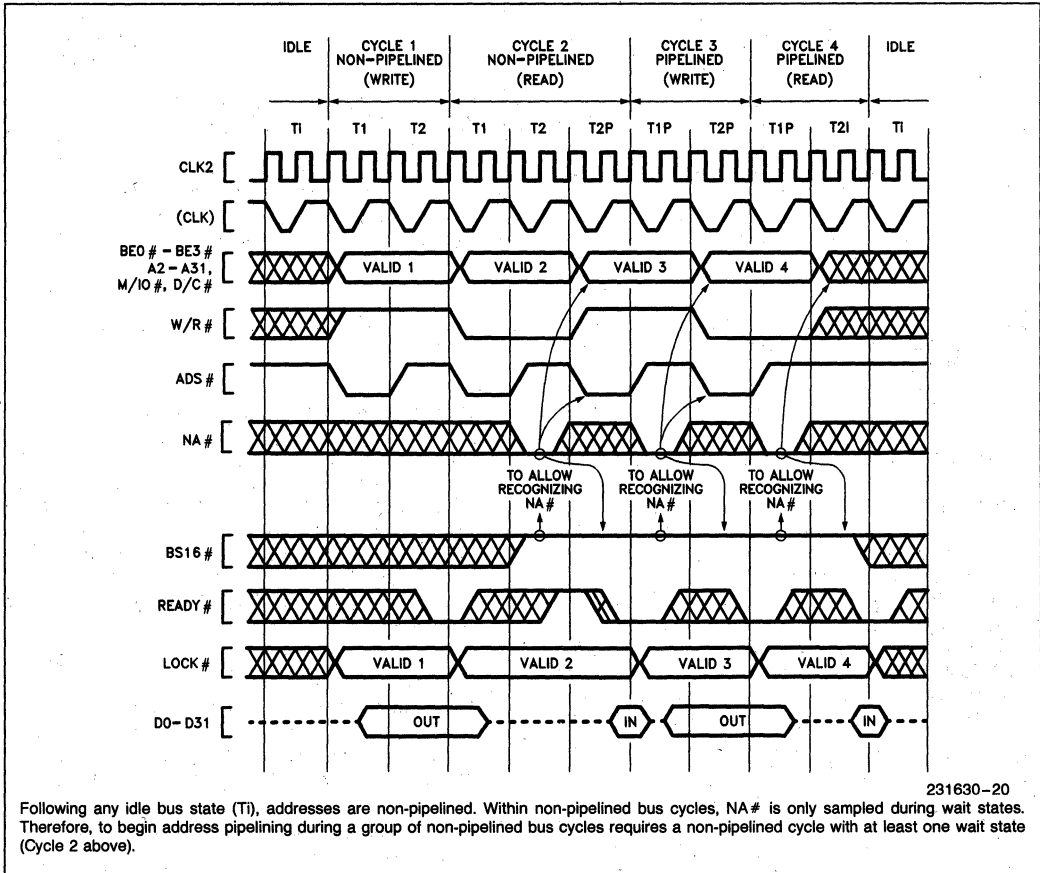 IDLE
CYCLE 1
NON-PIPELINED
(WRITE)
CYCLE 2
NON-PIPELINED
(READ)
CYCLE 3
PIPELINED
(WRITE)
CYCLE 4
PIPELINED
(READ)
IDLE
TI T1 T2 T1 T2 T2P T1P T2P T1P T2I TI
CLK2
(CLK)
BE0 # - BE3 #
A2 - A31,
M/IO #, D/C #
VALID 1 VALID 2 VALID 3 VALID 4
W/R #
ADS #
NA #
TO ALLOW
RECOGNIZING
NA #
TO ALLOW
RECOGNIZING
NA #
TO ALLOW
RECOGNIZING
NA #
BS16 #
READY #
LOCK #
VALID 1 VALID 2 VALID 3 VALID 4
D0 - D31
OUT IN OUT IN
231630-20
Following any idle bus state (Ti), addresses are non-pipelined. Within non-pipelined bus cycles, NA# is only sampled during wait states.
Therefore, to begin address pipelining during a group of non-pipelined bus cycles requires a non-pipelined cycle with at least one wait state
(Cycle 2 above).